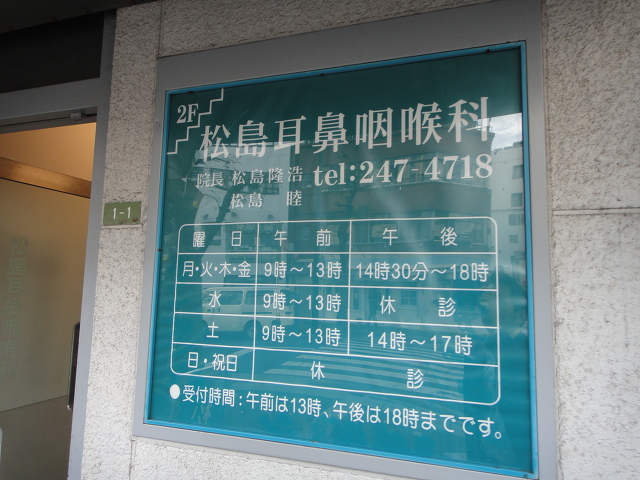 2F
松島耳鼻咽喉科
院長 松島隆浩 tel:247-4718
松島 睦
曜日 午前 午後
月・火・木・金 9時〜13時 14時30分〜18時
水 9時〜13時 休診
土 9時〜13時 14時〜17時
日・祝日 休診
●受付時間:午前は13時、午後は18時までです。
1-1